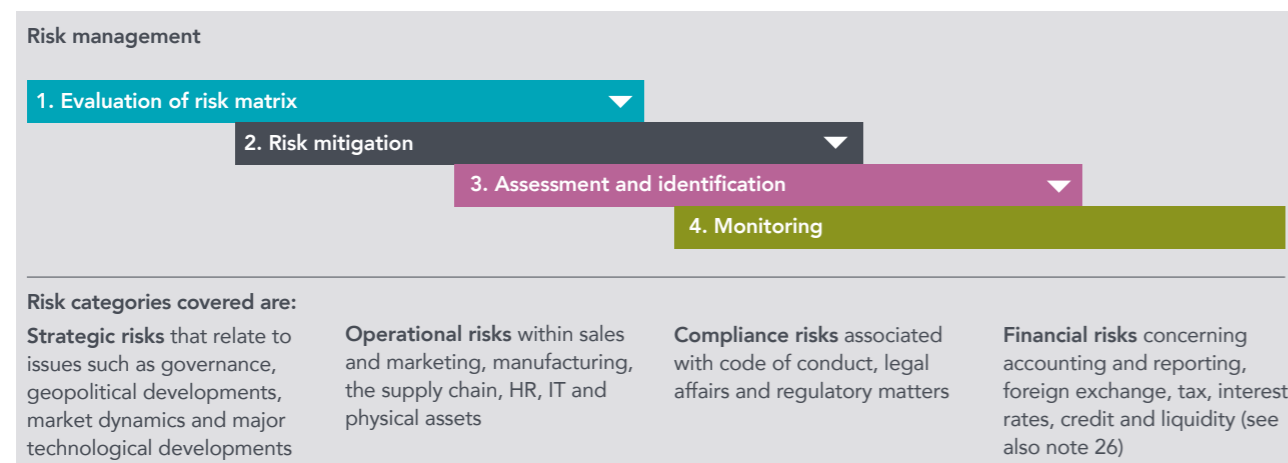 Risk management
1. Evaluation of risk matrix
2. Risk mitigation
3. Assessment and identification
4. Monitoring
Risk categories covered are:
Strategic risks that relate to
issues such as governance,
geopolitical developments,
market dynamics and major
technological developments
Operational risks within sales
and marketing, manufacturing,
the supply chain, HR, IT and
physical assets
Compliance risks associated
with code of conduct, legal
affairs and regulatory matters
Financial risks concerning
accounting and reporting,
foreign exchange, tax, interest
rates, credit and liquidity (see
also note 26)